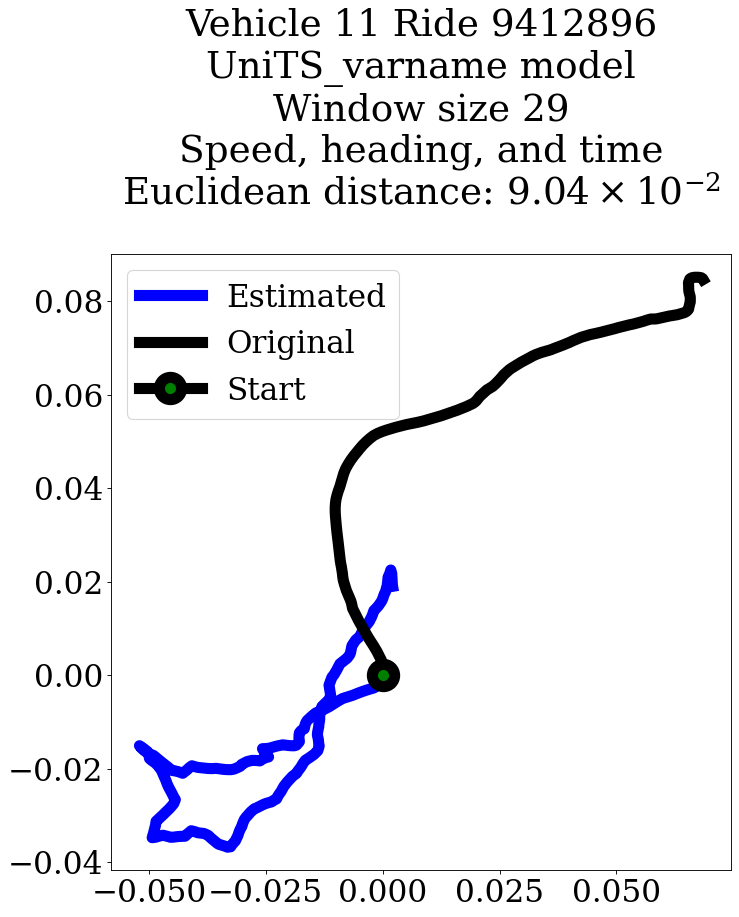 Vehicle 11 Ride 9412896
UniTS_varname model
Window size 29
Speed, heading, and time
Euclidean distance: 9.04 × 10⁻²
Estimated
Original
Start
0.08
0.06
0.04
0.02
0.00
−0.02
−0.04
−0.050 −0.025 0.000 0.025 0.050